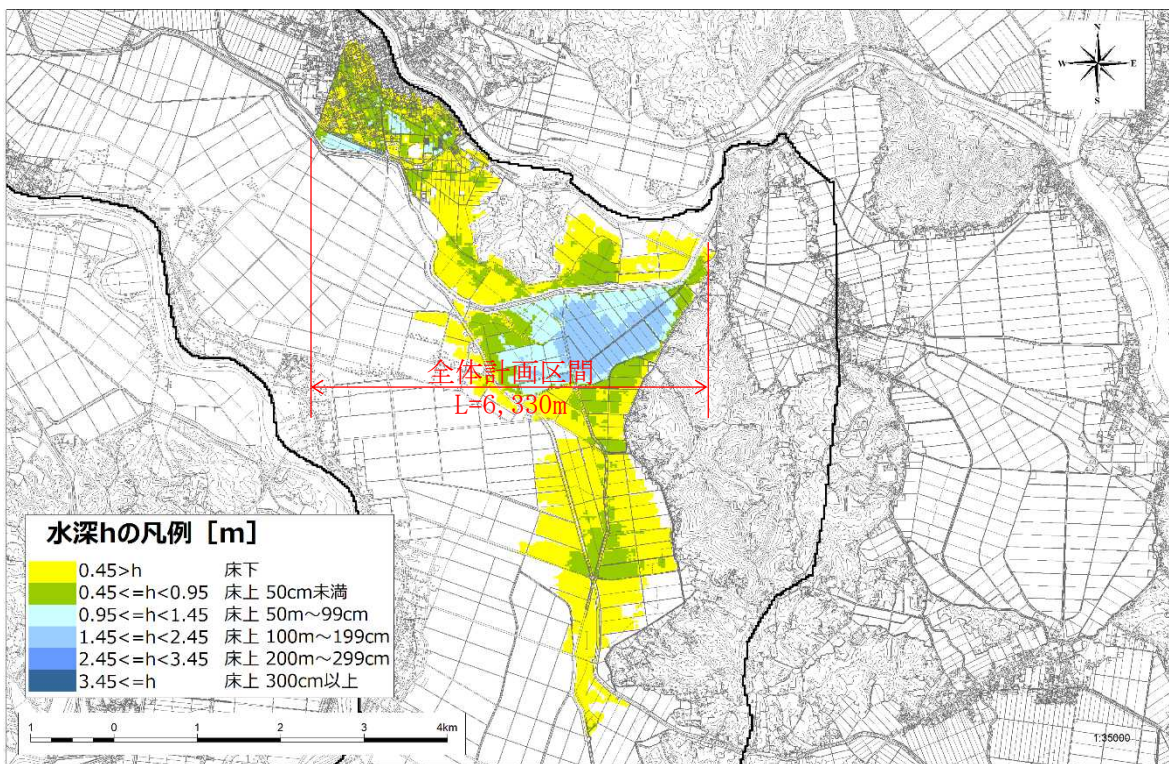 N
W E
S
全体計画区間
L=6,330m
水深hの凡例 [m]
0.45>h 床下
0.45<=h<0.95 床上 50cm未満
0.95<=h<1.45 床上 50m～99cm
1.45<=h<2.45 床上 100m～199cm
2.45<=h<3.45 床上 200m～299cm
3.45<=h 床上 300cm以上
1 0 1 2 3 4km
1:35000